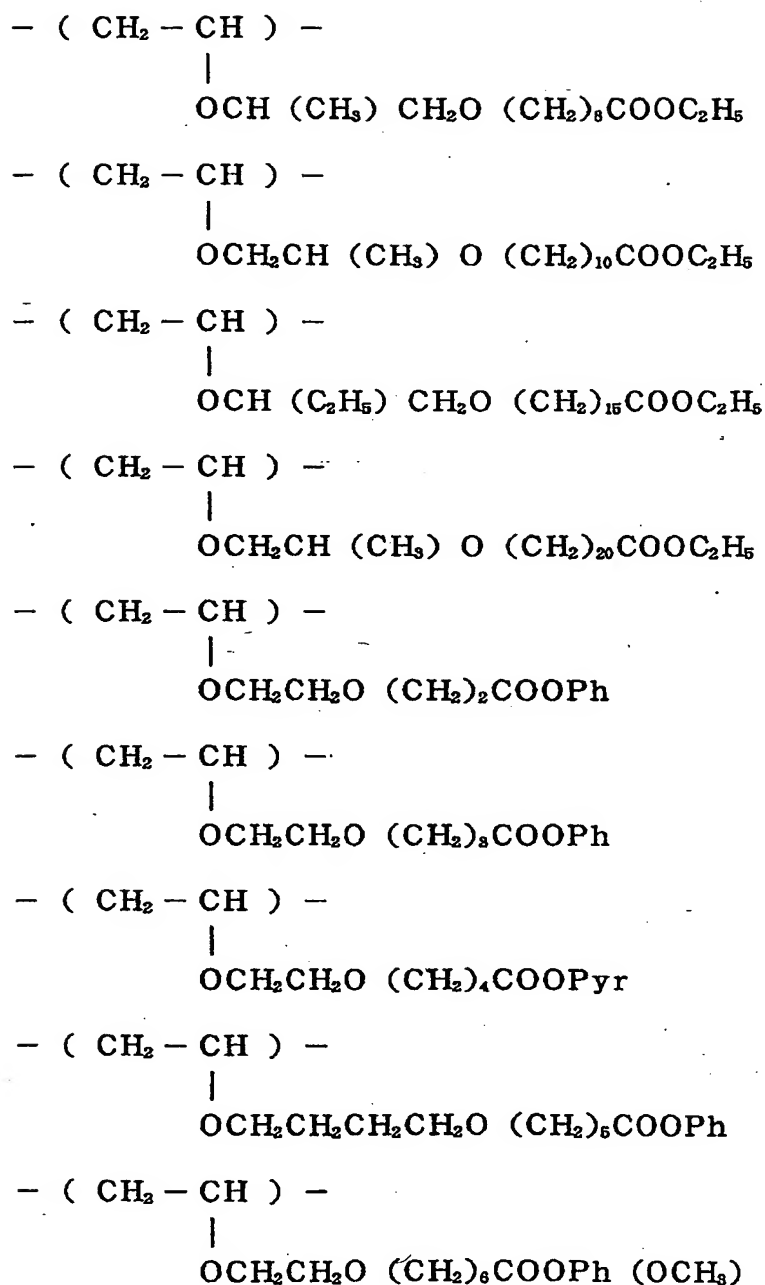 − ( CH₂ − CH ) −
|
OCH (CH₃) CH₂O (CH₂)₈COOC₂H₅
− ( CH₂ − CH ) −
|
OCH₂CH (CH₃) O (CH₂)₁₀COOC₂H₅
− ( CH₂ − CH ) −
|
OCH (C₂H₅) CH₂O (CH₂)₁₅COOC₂H₅
− ( CH₂ − CH ) −
|
OCH₂CH (CH₃) O (CH₂)₂₀COOC₂H₅
− ( CH₂ − CH ) −
|
OCH₂CH₂O (CH₂)₂COOPh
− ( CH₂ − CH ) −
|
OCH₂CH₂O (CH₂)₃COOPh
− ( CH₂ − CH ) −
|
OCH₂CH₂O (CH₂)₄COOPyr
− ( CH₂ − CH ) −
|
OCH₂CH₂CH₂CH₂O (CH₂)₅COOPh
− ( CH₂ − CH ) −
|
OCH₂CH₂O (CH₂)₆COOPh (OCH₃)